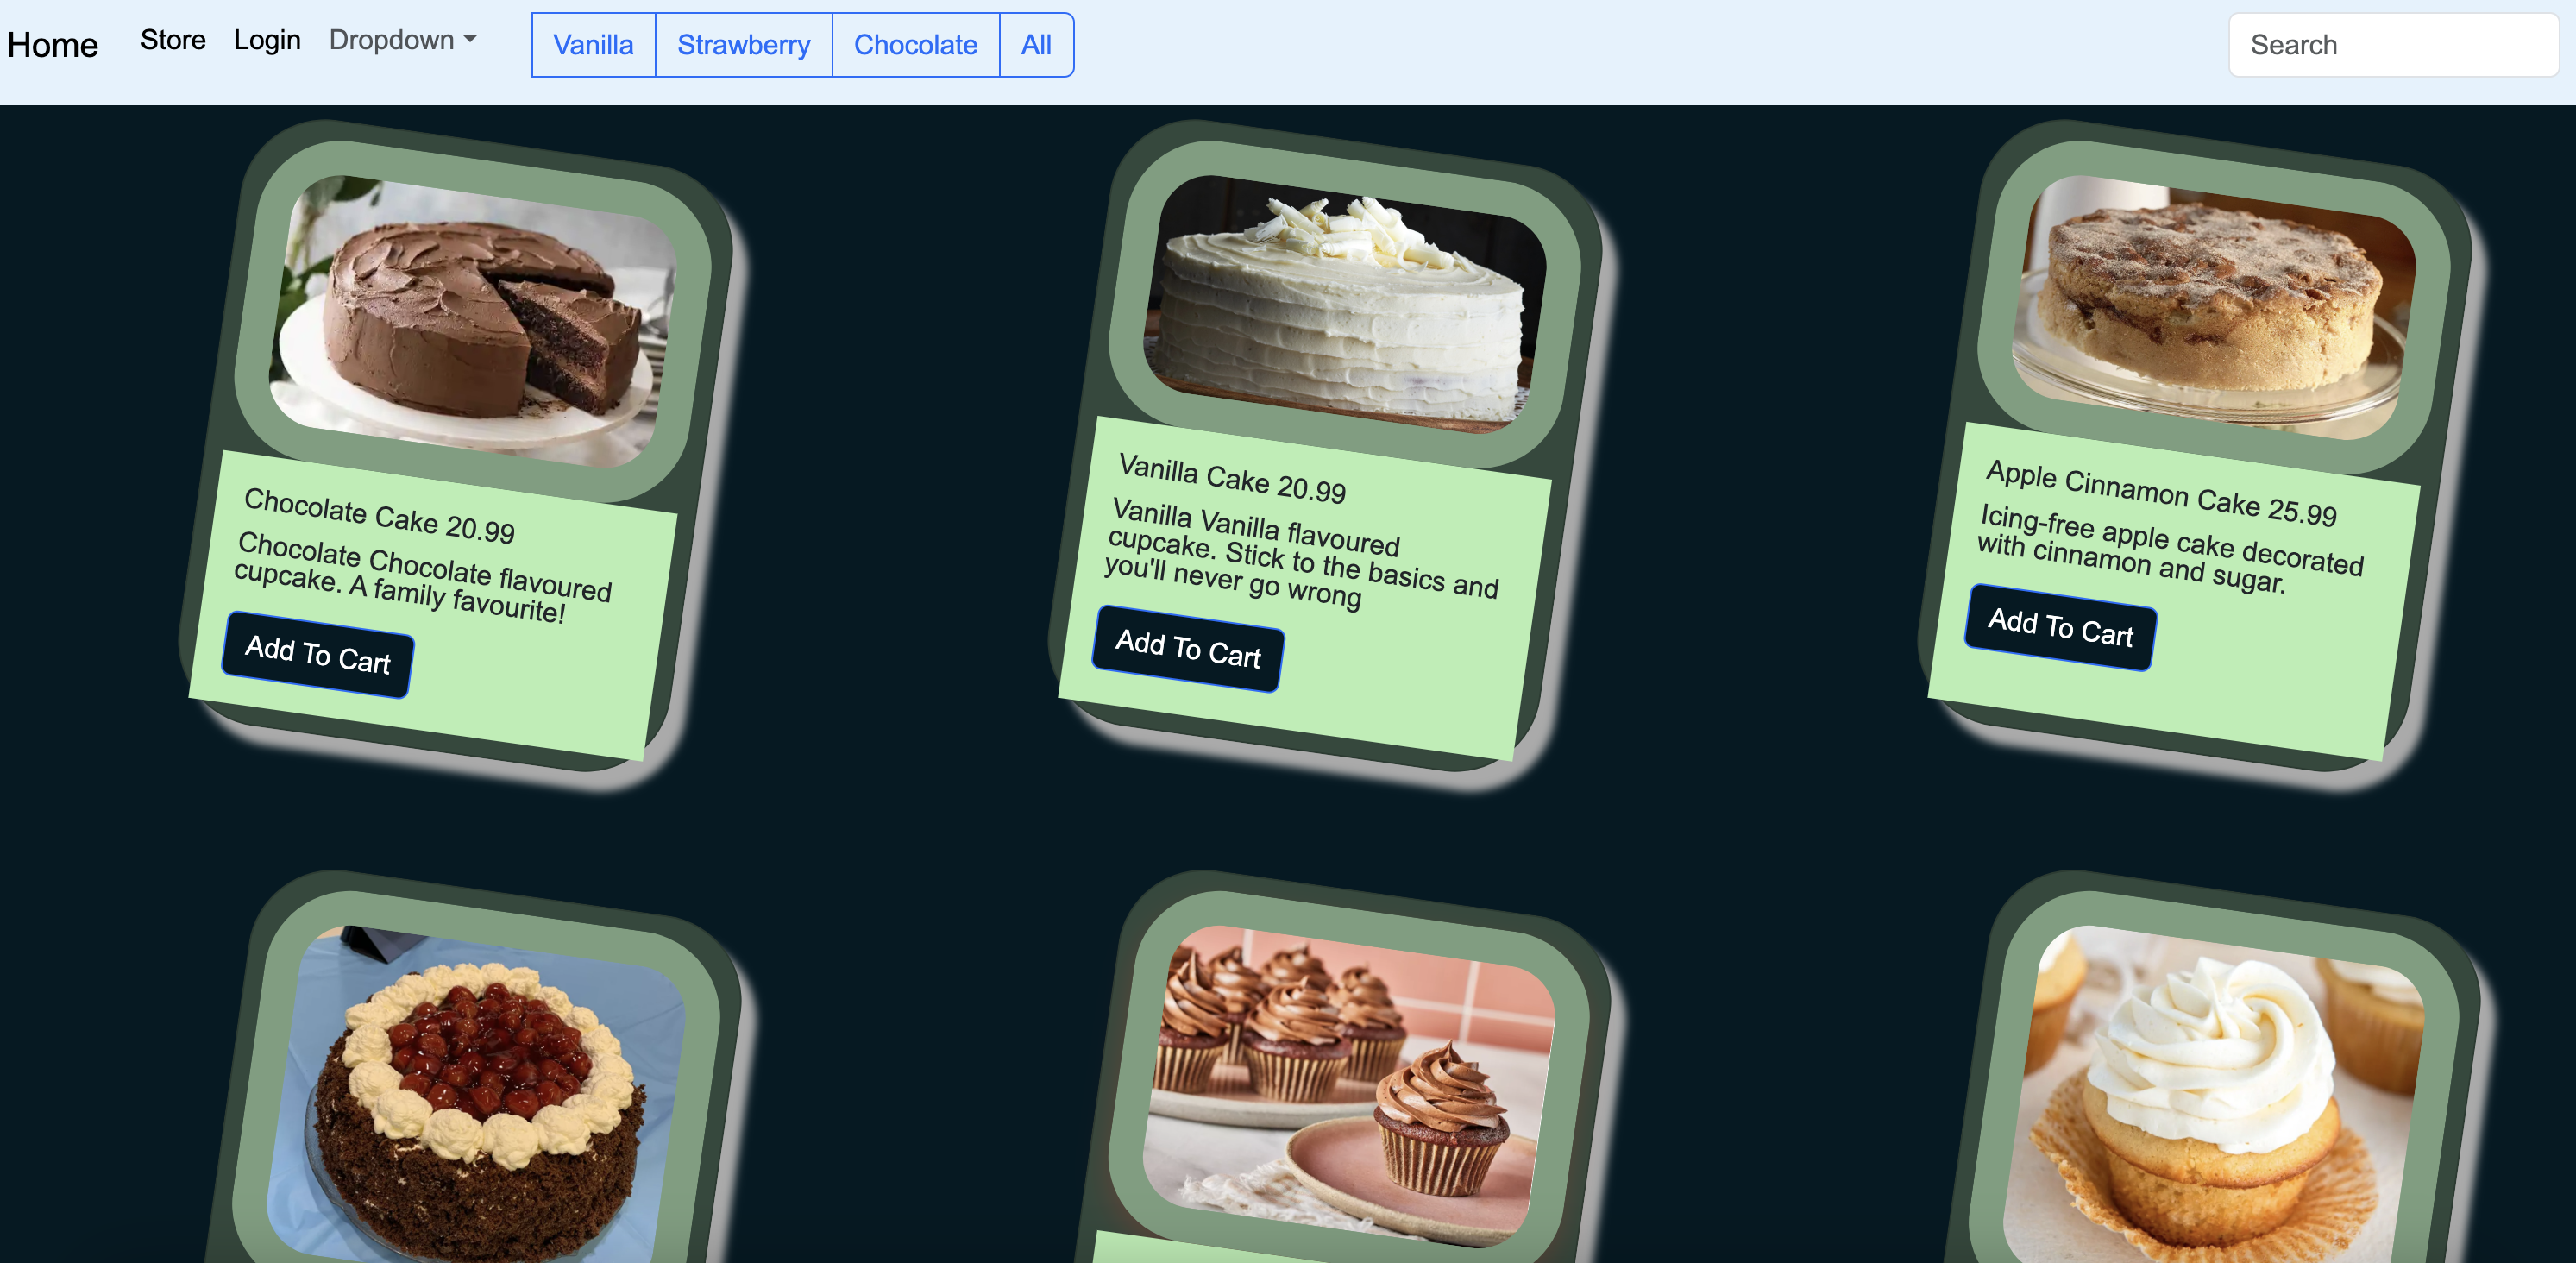 Home Store Login Dropdown Vanilla Strawberry Chocolate All Search
Chocolate Cake 20.99
Chocolate Chocolate flavoured
cupcake. A family favourite!
Add To Cart
Vanilla Cake 20.99
Vanilla Vanilla flavoured
cupcake. Stick to the basics and
you'll never go wrong
Add To Cart
Apple Cinnamon Cake 25.99
Icing-free apple cake decorated
with cinnamon and sugar.
Add To Cart